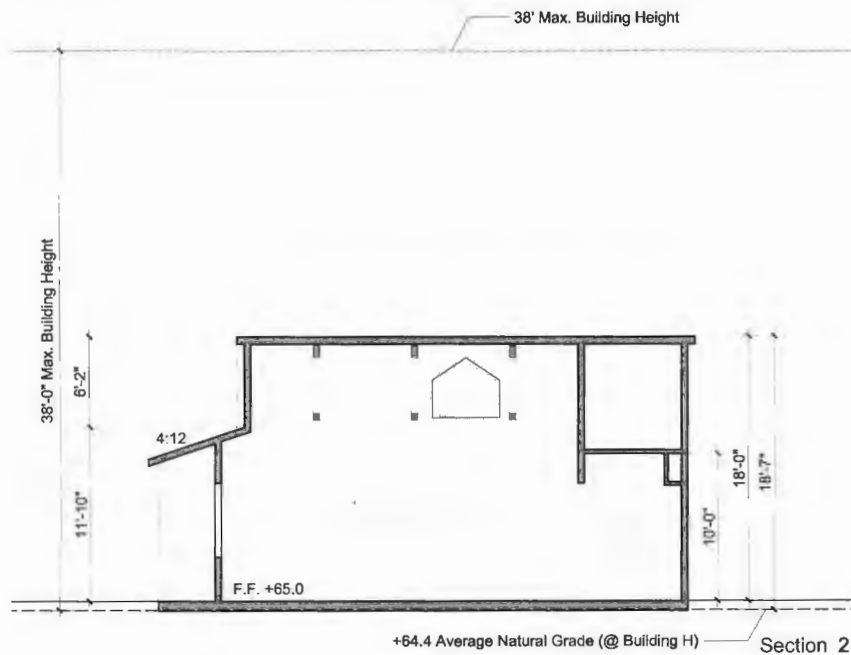 38' Max. Building Height
38'-0" Max. Building Height
6'-2"
4:12
11'-10"
18'-0"
18'-7"
10'-0"
F.F. +65.0
+64.4 Average Natural Grade (@ Building H)
Section 2